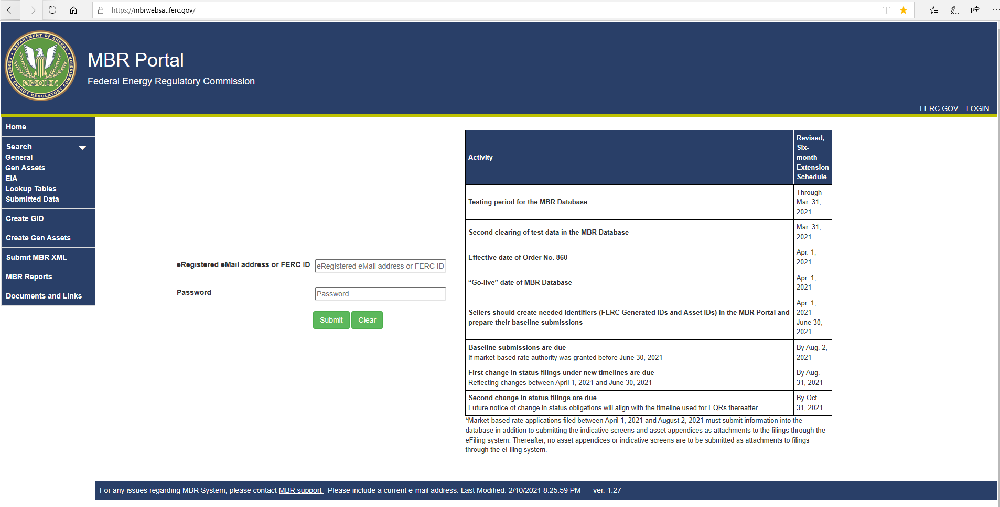 https://mbrwebsat.ferc.gov/
DEPARTMENT OF ENERGY
FEDERAL ENERGY REGULATORY COMMISSION
MBR Portal
Federal Energy Regulatory Commission
FERC.GOV LOGIN
Home
Search
General
Gen Assets
EIA
Lookup Tables
Submitted Data
Create GID
Create Gen Assets
Submit MBR XML
MBR Reports
Documents and Links
eRegistered eMail address or FERC ID eRegistered eMail address or FERC ID
Password Password
Submit Clear
Activity
Revised,
Six-
month
Extension
Schedule
Testing period for the MBR Database
Through
Mar. 31,
2021
Second clearing of test data in the MBR Database
Mar. 31,
2021
Effective date of Order No. 860
Apr. 1,
2021
“Go-live” date of MBR Database
Apr. 1,
2021
Sellers should create needed identifiers (FERC Generated IDs and Asset IDs) in the MBR Portal and
prepare their baseline submissions
Apr. 1,
2021 –
June 30,
2021
Baseline submissions are due
If market-based rate authority was granted before June 30, 2021
By Aug. 2,
2021
First change in status filings under new timelines are due
Reflecting changes between April 1, 2021 and June 30, 2021
By Aug.
31, 2021
Second change in status filings are due
Future notice of change in status obligations will align with the timeline used for EQRs thereafter
By Oct.
31, 2021
*Market-based rate applications filed between April 1, 2021 and August 2, 2021 must submit information into the
database in addition to submitting the indicative screens and asset appendices as attachments to the filings through the
eFiling system. Thereafter, no asset appendices or indicative screens are to be submitted as attachments to filings
through the eFiling system.
For any issues regarding MBR System, please contact MBR support Please include a current e-mail address. Last Modified: 2/10/2021 8:25:59 PM ver. 1.27